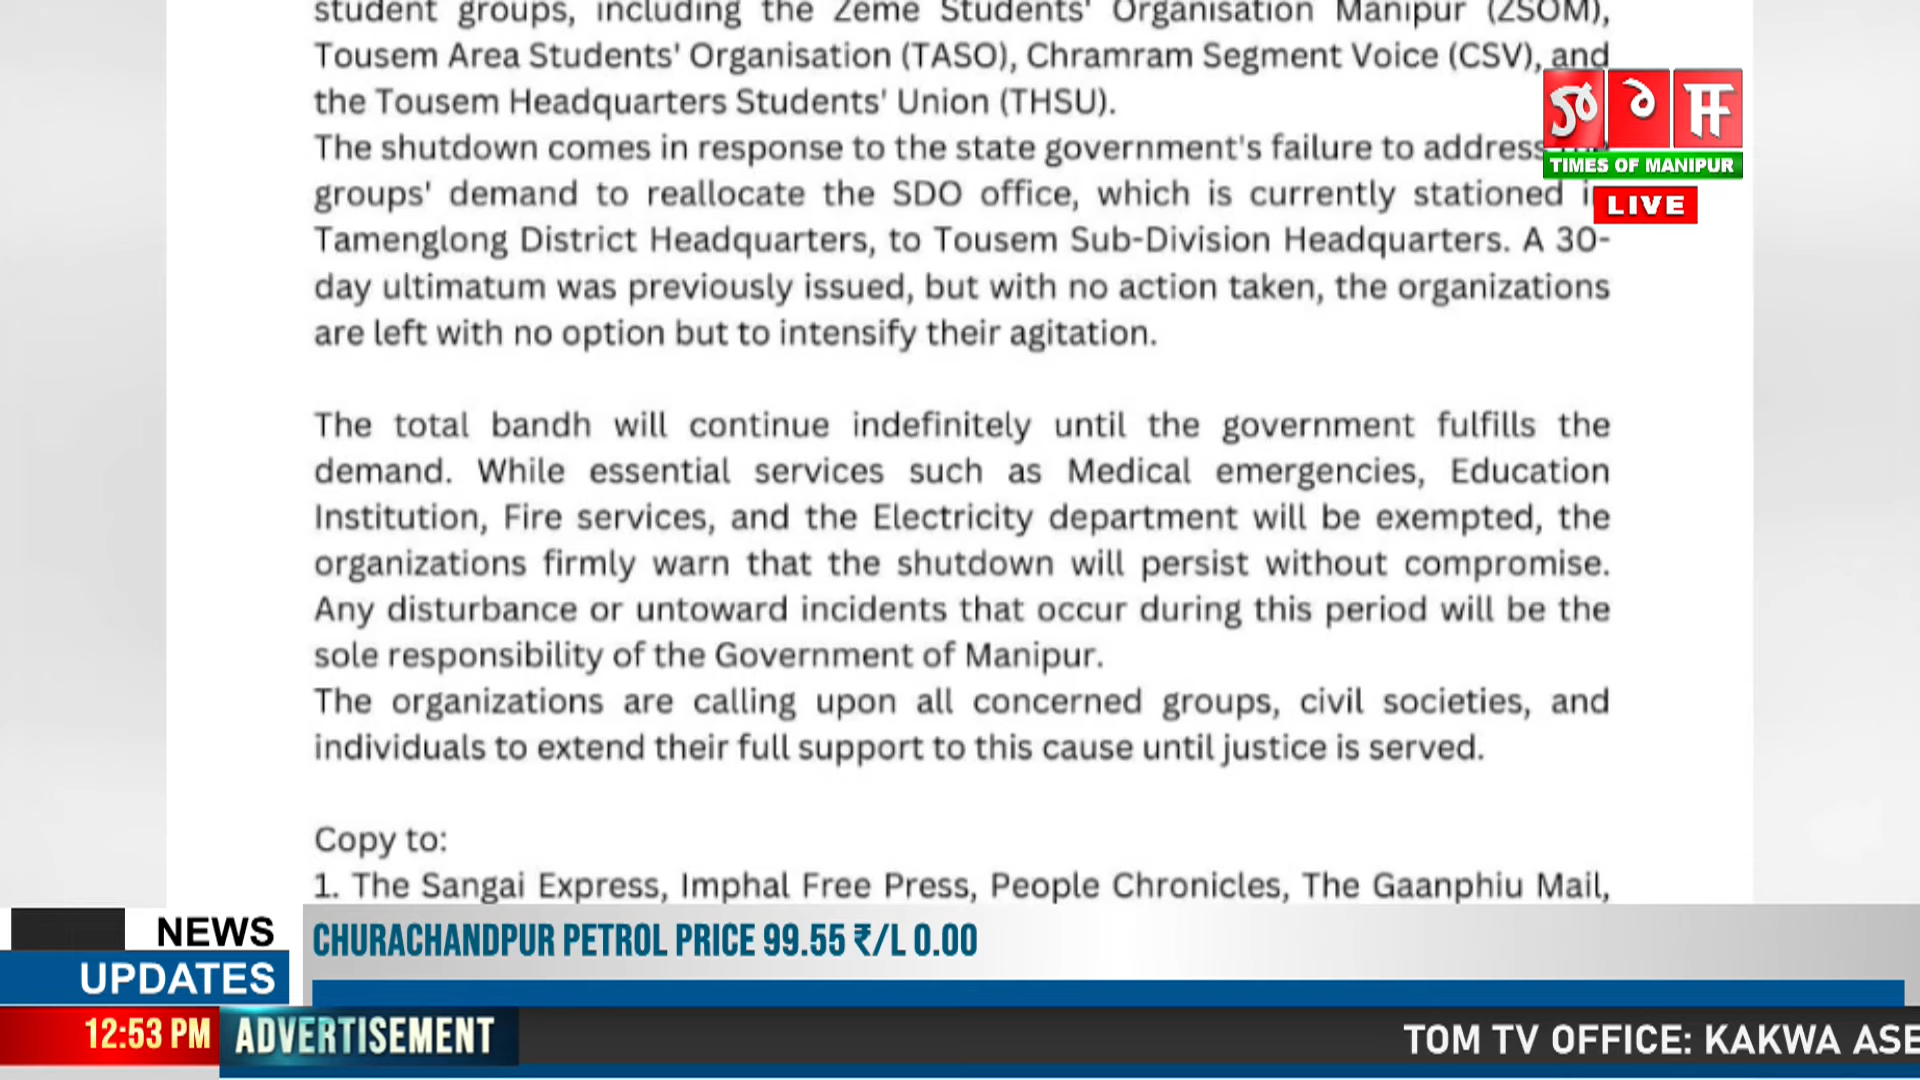 student groups, including the Zeme Students' Organisation Manipur (ZSOM),
Tousem Area Students' Organisation (TASO), Chramram Segment Voice (CSV), and
the Tousem Headquarters Students' Union (THSU).
The shutdown comes in response to the state government's failure to address
groups' demand to reallocate the SDO office, which is currently stationed
Tamenglong District Headquarters, to Tousem Sub-Division Headquarters. A 30-
day ultimatum was previously issued, but with no action taken, the organizations
are left with no option but to intensify their agitation.
The total bandh will continue indefinitely until the government fulfills the
demand. While essential services such as Medical emergencies, Education
Institution, Fire services, and the Electricity department will be exempted, the
organizations firmly warn that the shutdown will persist without compromise.
Any disturbance or untoward incidents that occur during this period will be the
sole responsibility of the Government of Manipur.
The organizations are calling upon all concerned groups, civil societies, and
individuals to extend their full support to this cause until justice is served.
Copy to:
1. The Sangai Express, Imphal Free Press, People Chronicles, The Gaanphiu Mail,
TIMES OF MANIPUR
LIVE
NEWS
UPDATES
CHURACHANDPUR PETROL PRICE 99.55 ₹/L 0.00
12:53 PM
ADVERTISEMENT
TOM TV OFFICE: KAKWA ASE